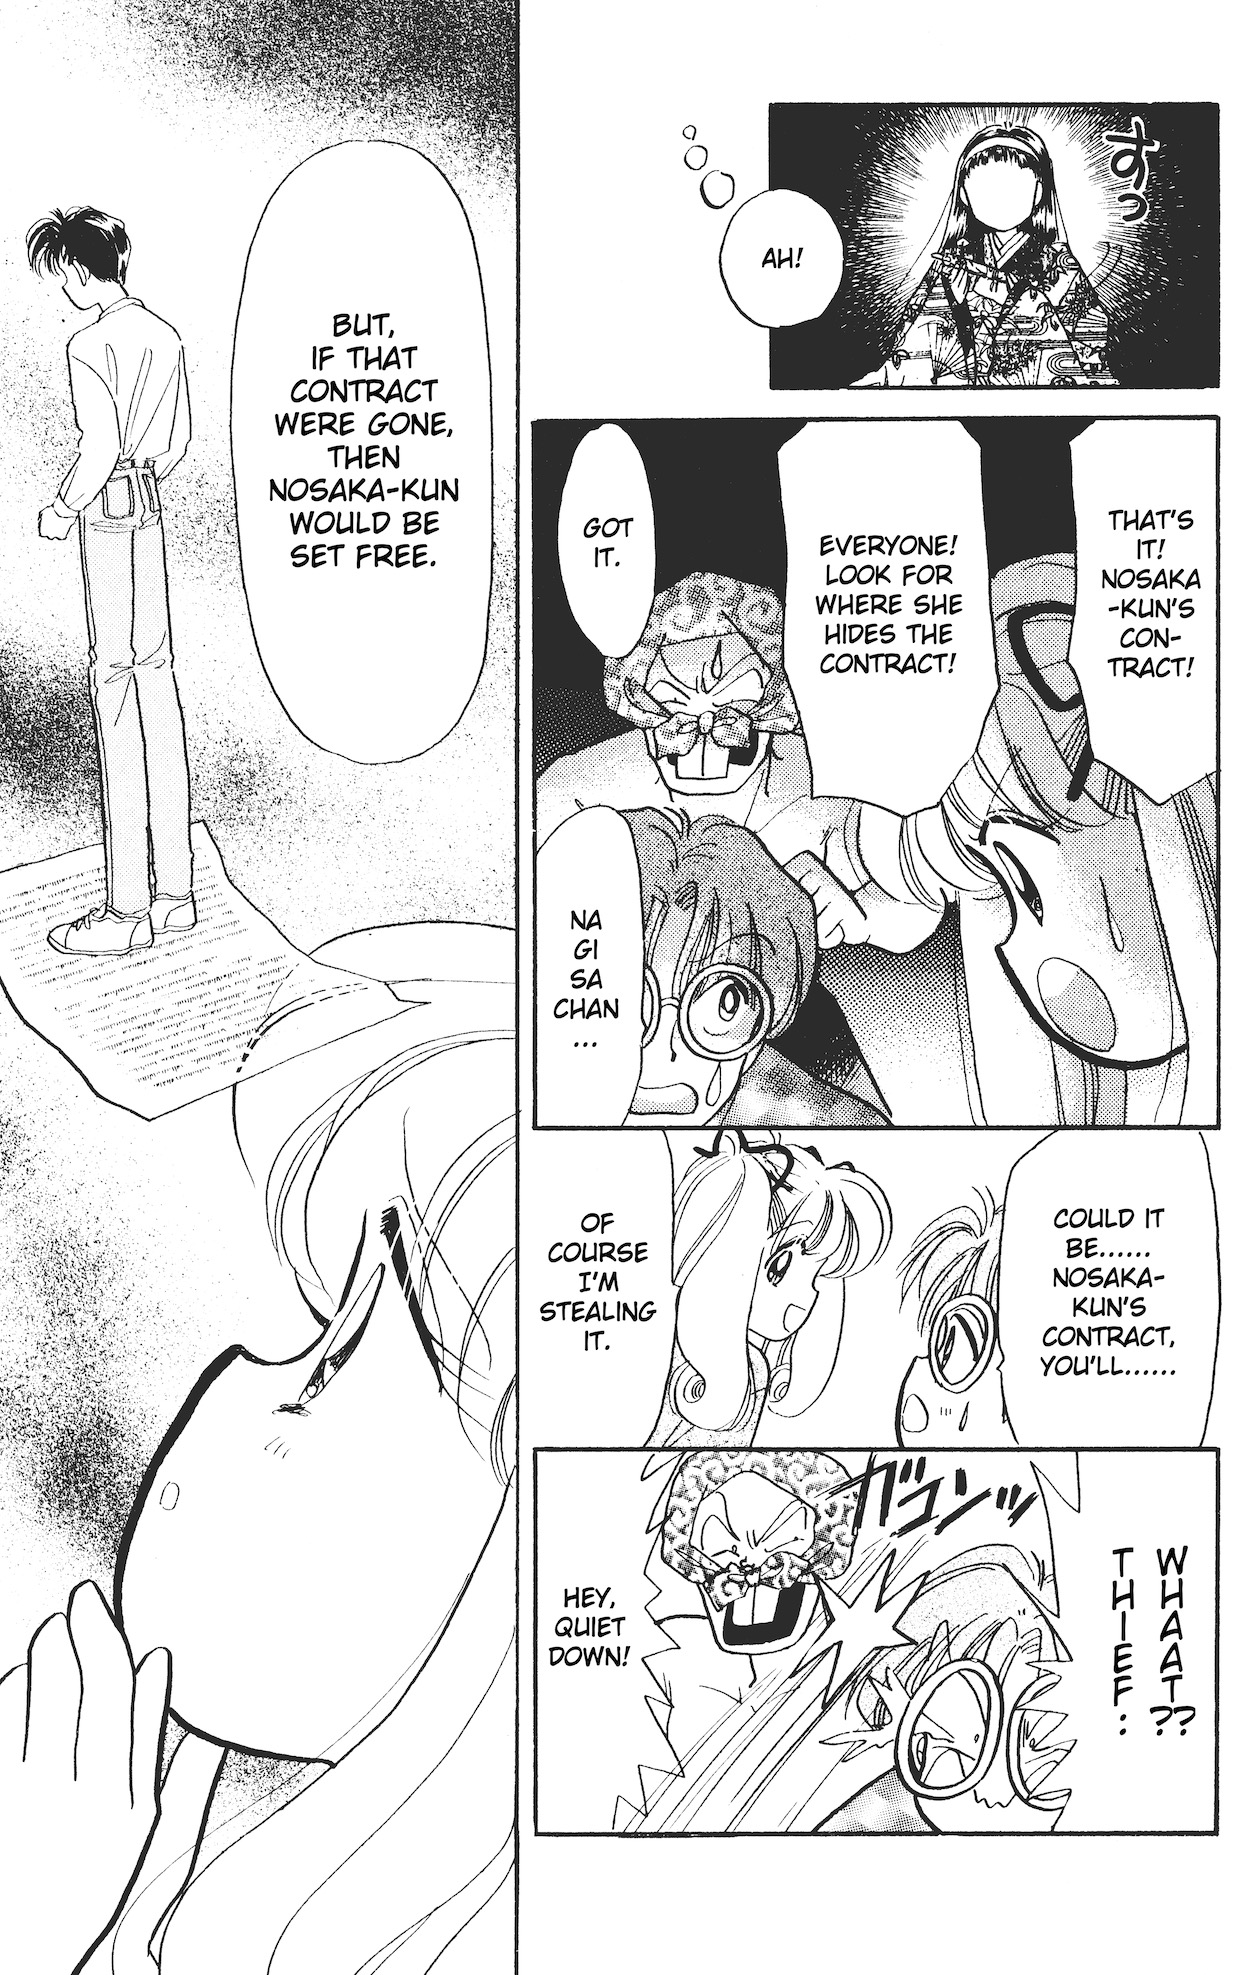 すっ
AH!
THAT'S
IT!
NOSAKA
-KUN'S
CON-
TRACT!
EVERYONE!
LOOK FOR
WHERE SHE
HIDES THE
CONTRACT!
GOT
IT.
NA
GI
SA
CHAN
...
COULD IT
BE......
NOSAKA-
KUN'S
CONTRACT,
YOU'LL......
OF
COURSE
I'M
STEALING
IT.
WHAAT??
THIEF:
ガコンッ
HEY,
QUIET
DOWN!
BUT,
IF THAT
CONTRACT
WERE GONE,
THEN
NOSAKA-KUN
WOULD BE
SET FREE.